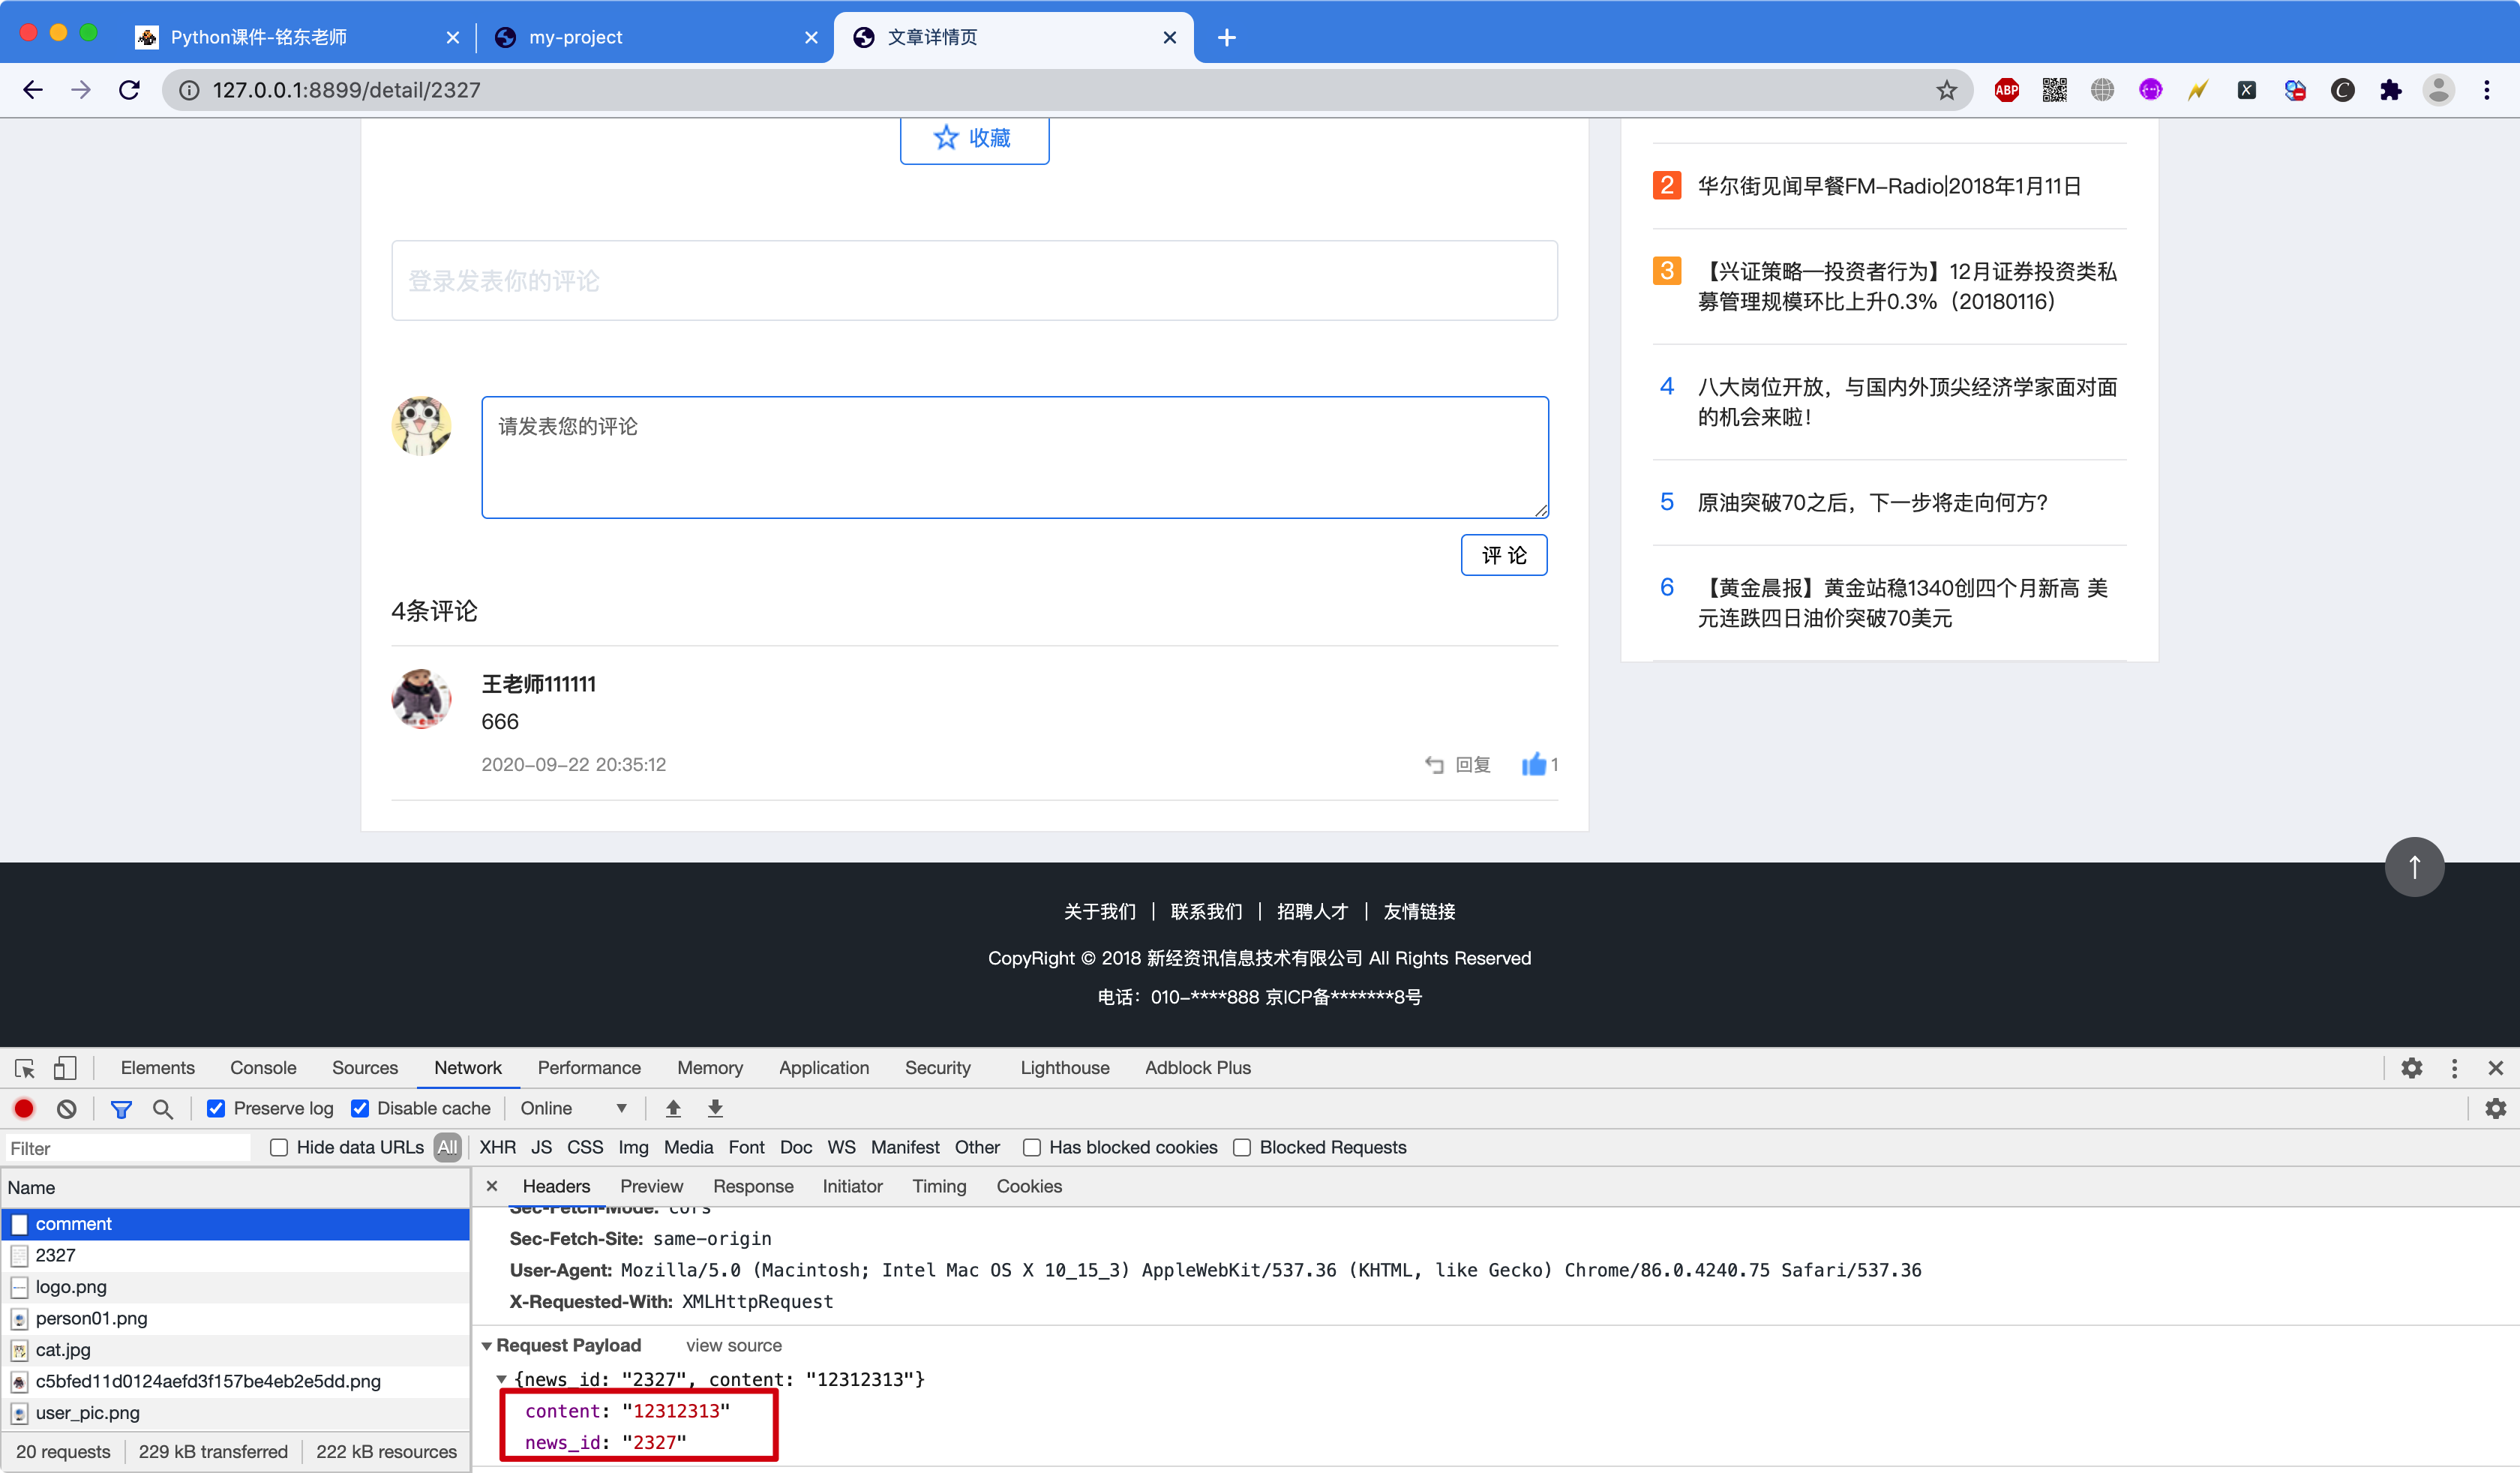 Python课件-铭东老师
my-project
文章详情页
127.0.0.1:8899/detail/2327
ABP
收藏
登录发表你的评论
请发表您的评论
评 论
4条评论
王老师111111
666
2020-09-22 20:35:12
回复
1
2 华尔街见闻早餐FM-Radio|2018年1月11日
3 【兴证策略—投资者行为】12月证券投资类私
募管理规模环比上升0.3%（20180116）
4 八大岗位开放，与国内外顶尖经济学家面对面
的机会来啦！
5 原油突破70之后，下一步将走向何方？
6 【黄金晨报】黄金站稳1340创四个月新高 美
元连跌四日油价突破70美元
关于我们 | 联系我们 | 招聘人才 | 友情链接
CopyRight © 2018 新经资讯信息技术有限公司 All Rights Reserved
电话：010-****888 京ICP备*******8号
Elements Console Sources Network Performance Memory Application Security Lighthouse Adblock Plus
Preserve log Disable cache Online
Filter Hide data URLs All XHR JS CSS Img Media Font Doc WS Manifest Other Has blocked cookies Blocked Requests
Name
comment
2327
logo.png
person01.png
cat.jpg
c5bfed11d0124aefd3f157be4eb2e5dd.png
user_pic.png
20 requests 229 kB transferred 222 kB resources
Headers Preview Response Initiator Timing Cookies
Sec-Fetch-Mode: cors
Sec-Fetch-Site: same-origin
User-Agent: Mozilla/5.0 (Macintosh; Intel Mac OS X 10_15_3) AppleWebKit/537.36 (KHTML, like Gecko) Chrome/86.0.4240.75 Safari/537.36
X-Requested-With: XMLHttpRequest
Request Payload view source
{news_id: "2327", content: "12312313"}
content: "12312313"
news_id: "2327"